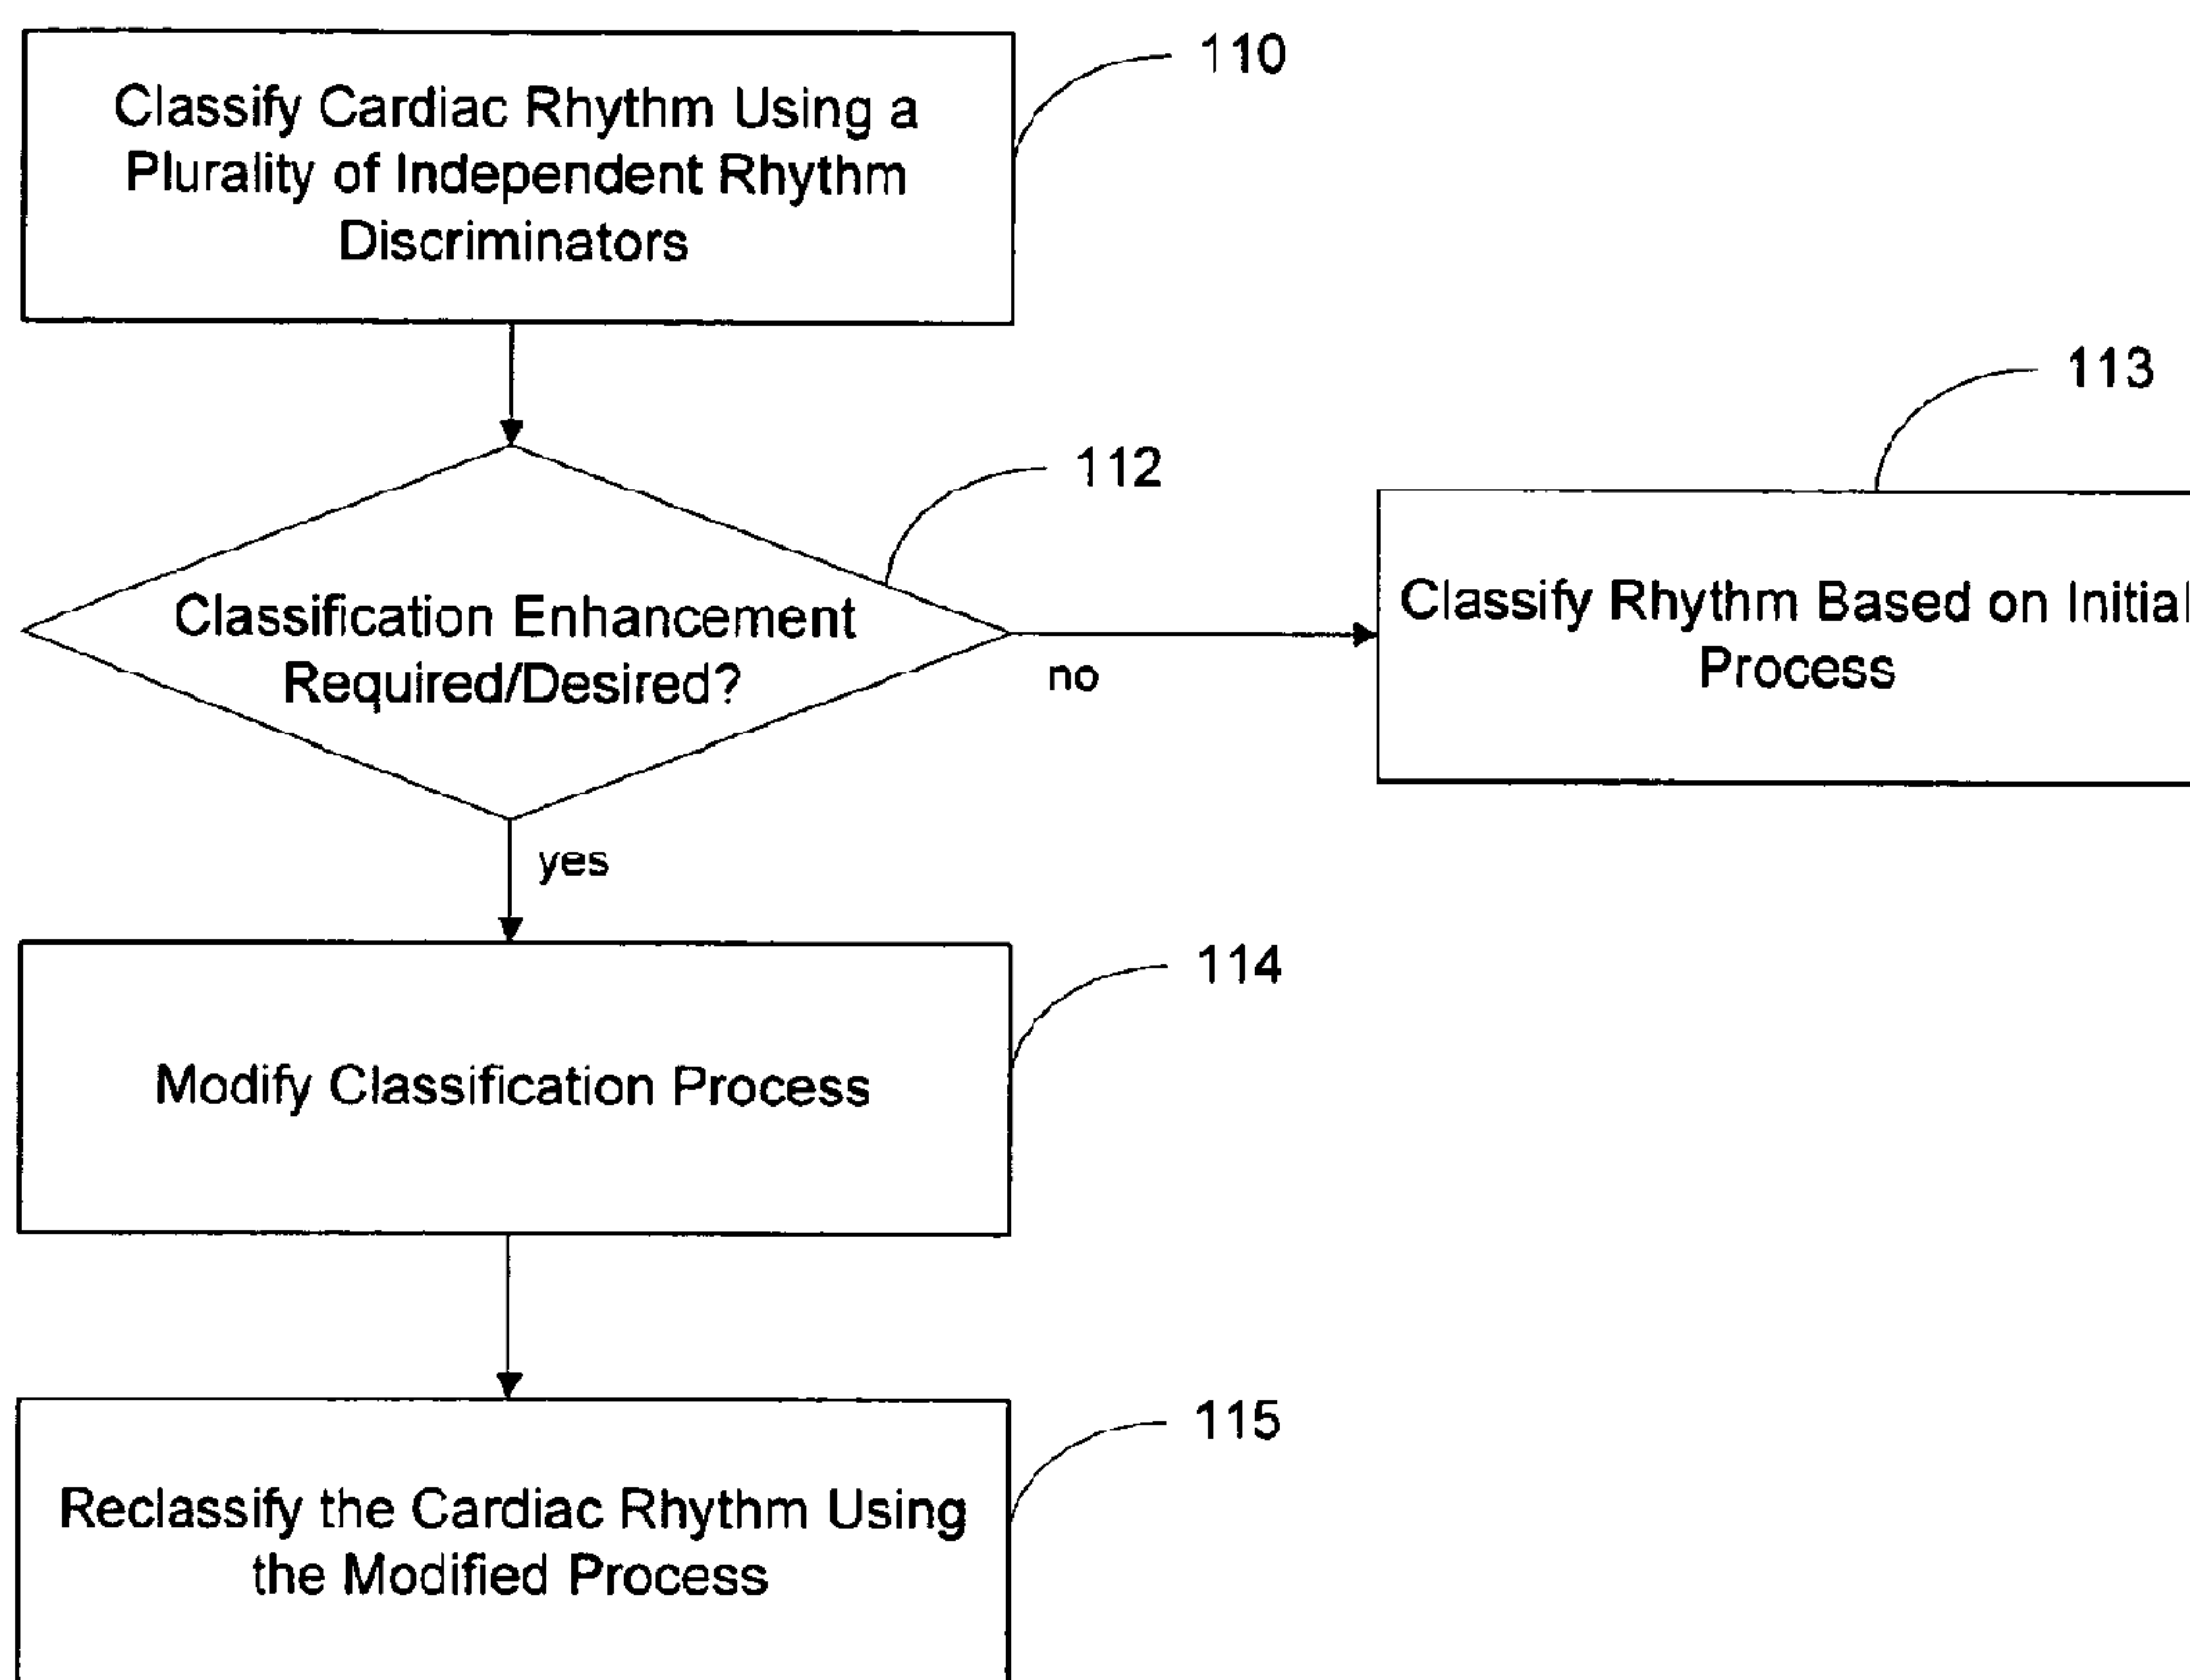 110
Classify Cardiac Rhythm Using a
Plurality of Independent Rhythm
Discriminators
113
112
Classification Enhancement
Required/Desired?
no
Classify Rhythm Based on Initial
Process
yes
114
Modify Classification Process
115
Reclassify the Cardiac Rhythm Using
the Modified Process